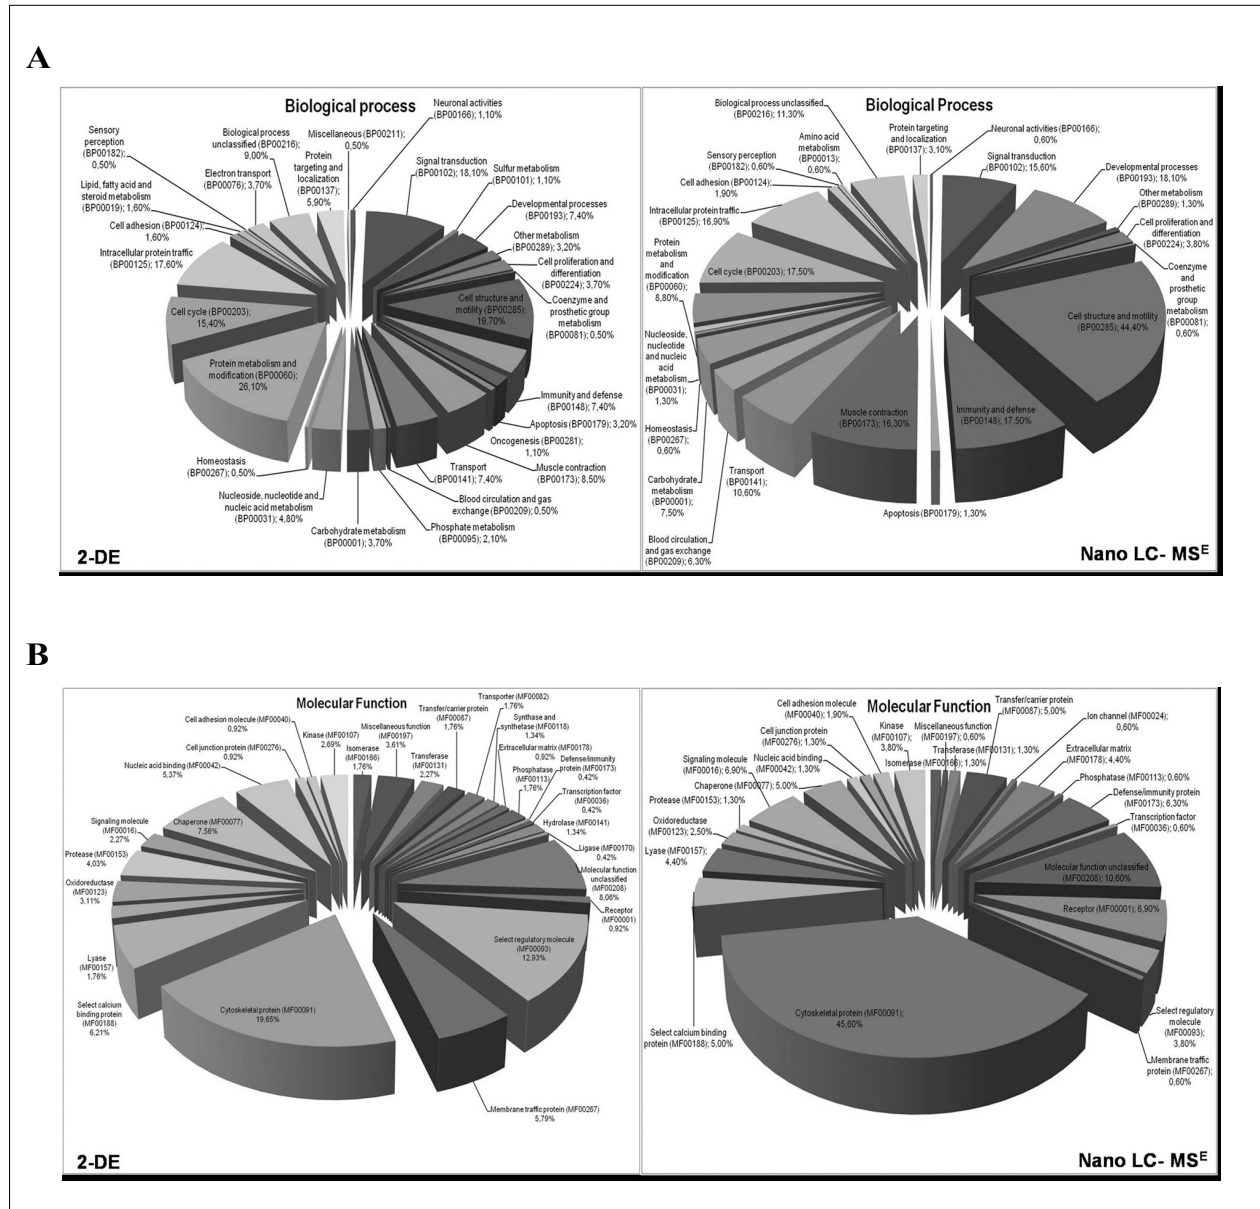 A
Biological process
Neuronal activities
(BP00166); 1,10%
Miscellaneous (BP00211);
0,50%
Sensory
perception
(BP00182);
0,50%
Biological process
unclassified (BP00216);
9,00%
Protein
targeting and
localization
(BP00137);
5,90%
Signal transduction
(BP00102); 18,10%
Sulfur metabolism
(BP00101); 1,10%
Electron transport
(BP00076); 3,70%
Lipid, fatty acid and
steroid metabolism
(BP00019); 1,60%
Developmental processes
(BP00193); 7,40%
Cell adhesion (BP00124);
1,60%
Other metabolism
(BP00289); 3,20%
Intracellular protein traffic
(BP00125); 17,60%
Cell proliferation and
differentiation
(BP00224); 3,70%
Cell structure and
motility (BP00285);
19,70%
Coenzyme and
prosthetic group
metabolism
(BP00081); 0,50%
Cell cycle (BP00203);
15,40%
Protein metabolism and
modification (BP00060);
26,10%
Immunity and defense
(BP00148); 7,40%
Apoptosis (BP00179); 3,20%
Oncogenesis (BP00281);
1,10%
Muscle contraction
(BP00173); 8,50%
Homeostasis
(BP00267); 0,50%
Transport
(BP00141); 7,40%
Nucleoside, nucleotide and
nucleic acid metabolism
(BP00031); 4,80%
Blood circulation and gas
exchange (BP00209); 0,50%
Carbohydrate metabolism
(BP00001); 3,70%
Phosphate metabolism
(BP00095); 2,10%
2-DE
Biological Process
Biological process unclassified
(BP00216); 11,30%
Protein targeting
and localization
(BP00137); 3,10%
Neuronal activities (BP00166);
0,60%
Amino acid
metabolism
(BP00013);
0,60%
Signal transduction
(BP00102); 15,60%
Sensory perception
(BP00182); 0,60%
Developmental processes
(BP00193); 18,10%
Cell adhesion (BP00124);
1,90%
Other metabolism
(BP00289); 1,30%
Intracellular protein traffic
(BP00125); 16,90%
Cell proliferation and
differentiation
(BP00224); 3,80%
Protein
metabolism
and
modification
(BP00060);
8,80%
Cell cycle (BP00203); 17,50%
Coenzyme and
prosthetic
group
metabolism
(BP00081);
0,60%
Cell structure and motility
(BP00285); 44,40%
Nucleoside,
nucleotide
and nucleic
acid
metabolism
(BP00031);
1,30%
Muscle contraction
(BP00173); 16,30%
Immunity and defense
(BP00148); 17,50%
Homeostasis
(BP00267);
0,60%
Carbohydrate
metabolism
(BP00001);
7,50%
Transport
(BP00141);
10,60%
Apoptosis (BP00179); 1,30%
Blood circulation
and gas exchange
(BP00209); 6,30%
Nano LC- MSE
B
Molecular Function
Transporter (MF00082)
1,76%
Transfer/carrier protein
(MF00087)
1,76%
Cell adhesion molecule (MF00040)
0,92%
Miscellaneous function
(MF00197)
3,61%
Synthase and
synthetase (MF00118)
1,34%
Kinase (MF00107)
2,69%
Isomerase
(MF00166)
1,76%
Transferase
(MF00131)
2,27%
Extracellular matrix (MF00178)
0,92%
Cell junction protein (MF00276)
0,92%
Nucleic acid binding (MF00042)
5,37%
Phosphatase
(MF00113)
1,76%
Defense/immunity
protein (MF00173)
0,42%
Transcription factor
(MF00036)
0,42%
Chaperone (MF00077)
7,56%
Hydrolase (MF00141)
1,34%
Signaling molecule
(MF00016)
2,27%
Ligase (MF00170)
0,42%
Protease (MF00153)
4,03%
Molecular function
unclassified
(MF00208)
8,06%
Oxidoreductase
(MF00123)
3,11%
Receptor
(MF00001)
0,92%
Select regulatory molecule
(MF00093)
12,93%
Lyase
(MF00157)
1,76%
Select calcium
binding protein
(MF00188)
6,21%
Cytoskeletal protein (MF00091)
19,65%
Membrane traffic protein (MF00267)
5,79%
2-DE
Molecular Function
Cell adhesion molecule
(MF00040); 1,90%
Transfer/carrier protein
(MF00087); 5,00%
Kinase
(MF00107);
3,80%
Miscellaneous function
(MF00197); 0,60%
Ion channel (MF00024);
0,60%
Cell junction protein
(MF00276); 1,30%
Transferase (MF00131); 1,30%
Isomerase (MF00166); 1,30%
Extracellular matrix
(MF00178); 4,40%
Signaling molecule
(MF00016); 6,90%
Nucleic acid binding
(MF00042); 1,30%
Phosphatase (MF00113); 0,60%
Chaperone (MF00077); 5,00%
Defense/immunity protein
(MF00173); 6,30%
Protease (MF00153); 1,30%
Transcription factor
(MF00036); 0,60%
Oxidoreductase
(MF00123); 2,50%
Lyase (MF00157);
4,40%
Molecular function unclassified
(MF00208); 10,60%
Receptor (MF00001); 6,90%
Cytoskeletal protein (MF00091);
45,60%
Select calcium binding
protein (MF00188); 5,00%
Select regulatory
molecule
(MF00093);
3,80%
Membrane traffic
protein (MF00267);
0,60%
Nano LC- MSE